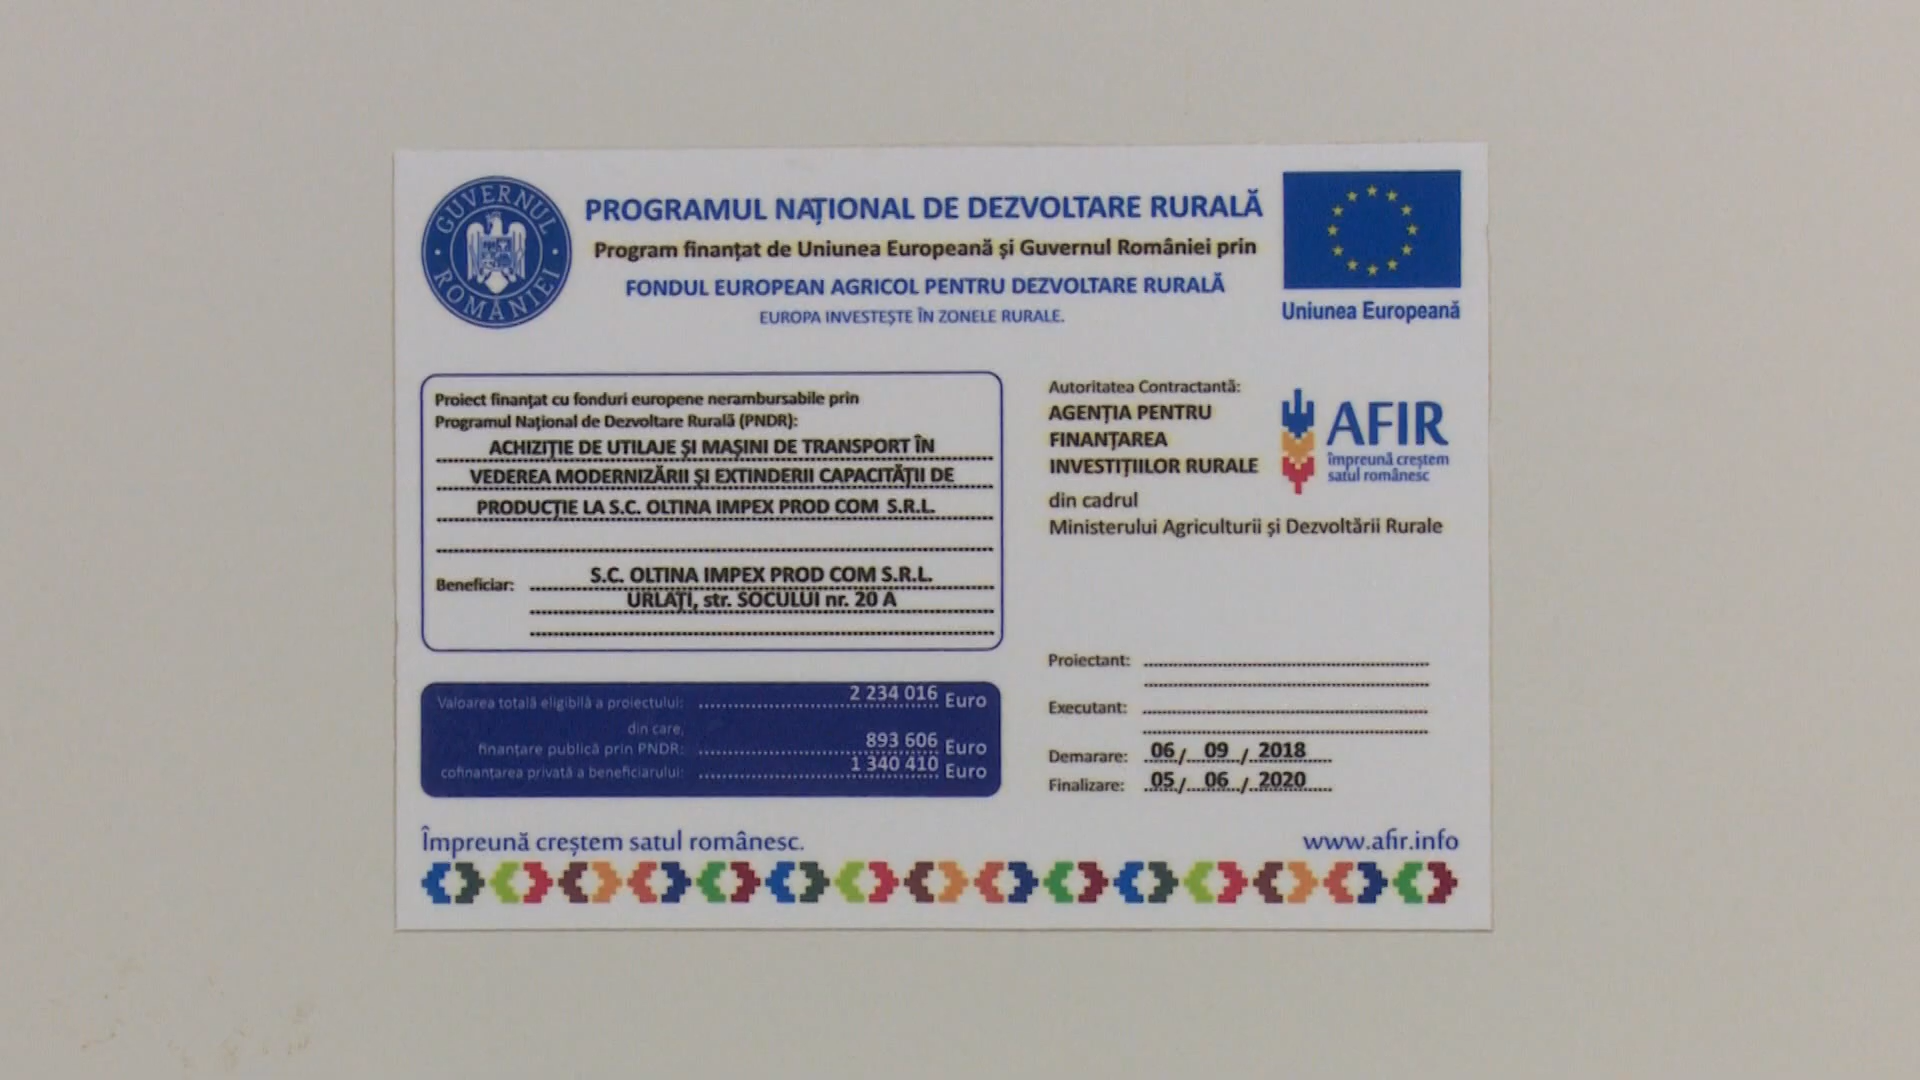 GUVERNUL ROMÂNIEI
PROGRAMUL NAȚIONAL DE DEZVOLTARE RURALĂ
Program finanțat de Uniunea Europeană și Guvernul României prin
FONDUL EUROPEAN AGRICOL PENTRU DEZVOLTARE RURALĂ
EUROPA INVESTEȘTE ÎN ZONELE RURALE.
Uniunea Europeană
Proiect finanțat cu fonduri europene nerambursabile prin
Programul Național de Dezvoltare Rurală (PNDR):
ACHIZIȚIE DE UTILAJE ȘI MAȘINI DE TRANSPORT ÎN
VEDEREA MODERNIZĂRII ȘI EXTINDERII CAPACITĂȚII DE
PRODUCȚIE LA S.C. OLTINA IMPEX PROD COM S.R.L.
Beneficiar: S.C. OLTINA IMPEX PROD COM S.R.L.
URLAȚI, str. SOCULUI nr. 20 A
Valoarea totală eligibilă a proiectului: 2 234 016 Euro
din care,
finanțare publică prin PNDR: 893 606 Euro
cofinanțarea privată a beneficiarului: 1 340 410 Euro
Autoritatea Contractantă:
AGENȚIA PENTRU
FINANȚAREA
INVESTIȚIILOR RURALE
din cadrul
Ministerului Agriculturii și Dezvoltării Rurale
AFIR
împreună creștem
satul românesc
Proiectant:
Executant:
Demarare: 06/ 09 / 2018
Finalizare: 05/ 06 / 2020
Împreună creștem satul românesc.
www.afir.info